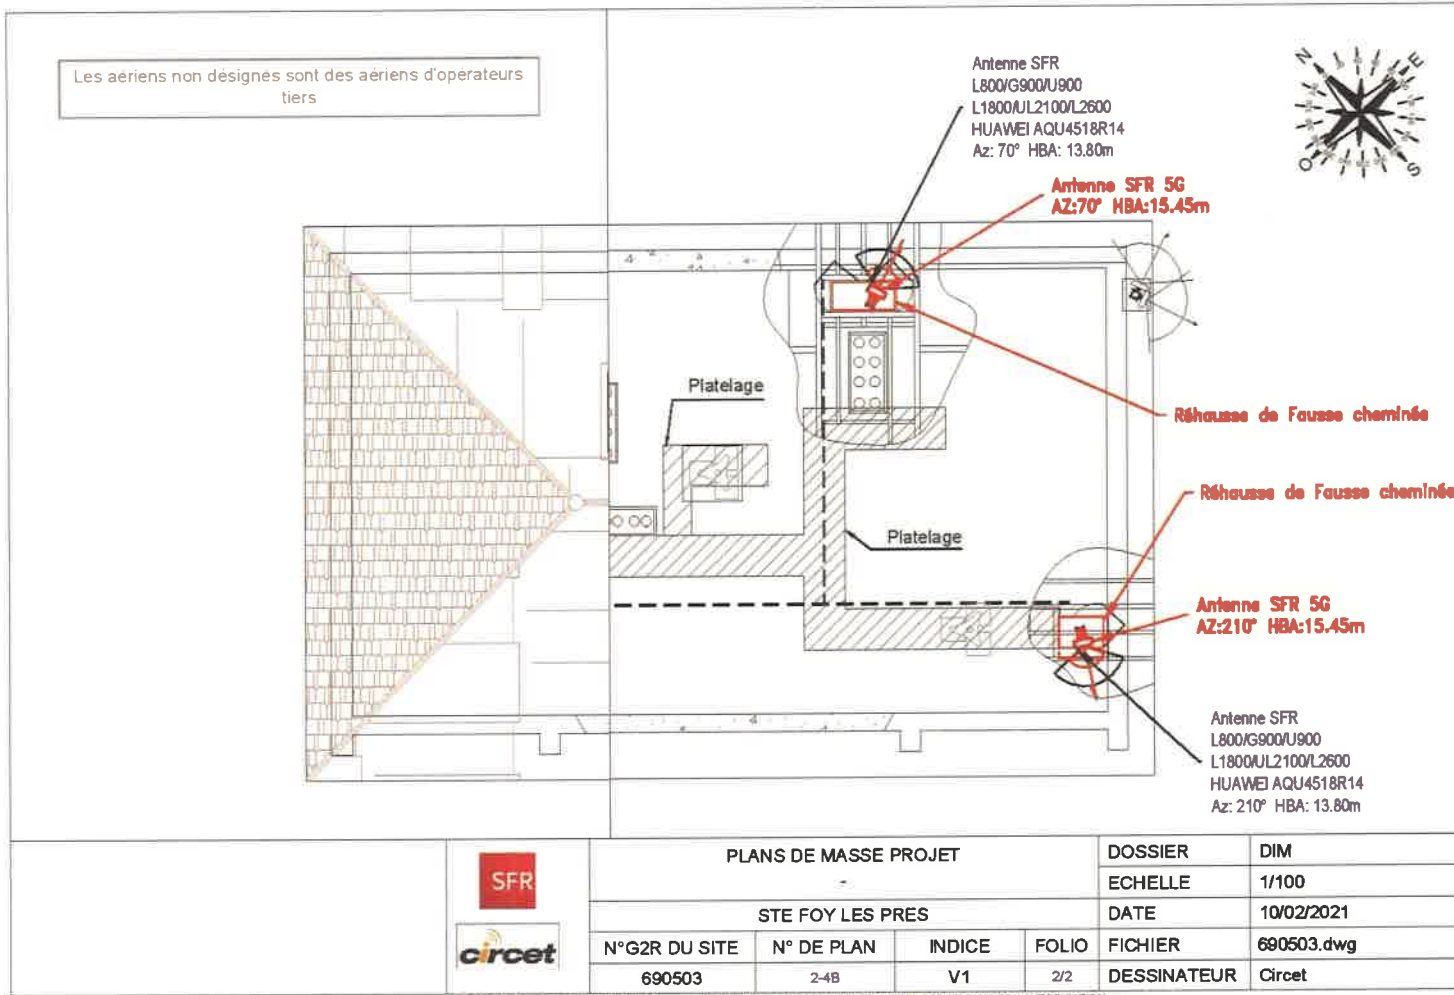 Les aériens non désignés sont des aériens d'opérateurs
tiers
Antenne SFR
L800/G900/U900
L1800/UL2100/L2600
HUAWEI AQU4518R14
Az: 70° HBA: 13.80m
N
E
O
S
Antenne SFR 5G
AZ:70° HBA:15.45m
Platelage
Réhausse de Fausse cheminée
Réhausse de Fausse cheminée
Platelage
Antenne SFR 5G
AZ:210° HBA:15.45m
Antenne SFR
L800/G900/U900
L1800/UL2100/L2600
HUAWEI AQU4518R14
Az: 210° HBA: 13.80m
SFR
circet
PLANS DE MASSE PROJET
-
STE FOY LES PRES
N°G2R DU SITE N° DE PLAN INDICE FOLIO
690503 2-4B V1 2/2
DOSSIER DIM
ECHELLE 1/100
DATE 10/02/2021
FICHIER 690503.dwg
DESSINATEUR Circet